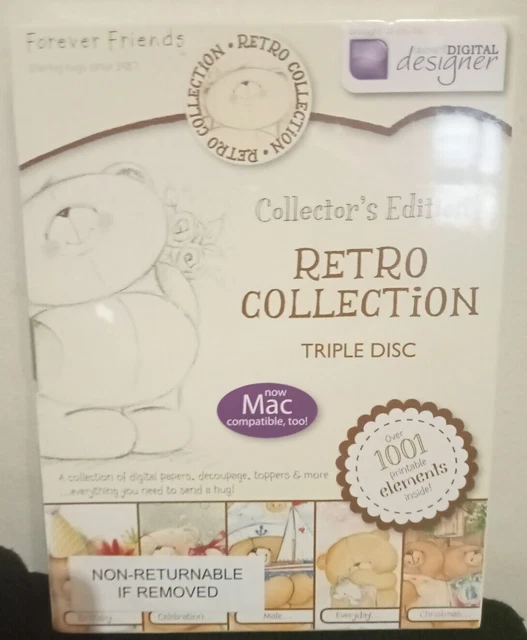 Forever Friends
RETRO COLLECTION • RETRO COLLECTION •
DIGITAL
designer
Collector's Edition
RETRO
COLLECTiON
TRIPLE DISC
now
Mac
compatible, too!
Over
1001
printable
elements
inside!
A collection of digital papers, decoupage, toppers & more
...everything you need to send a hug!
NON-RETURNABLE
IF REMOVED
Birthday... Celebration... Male... Everyday... Christmas...